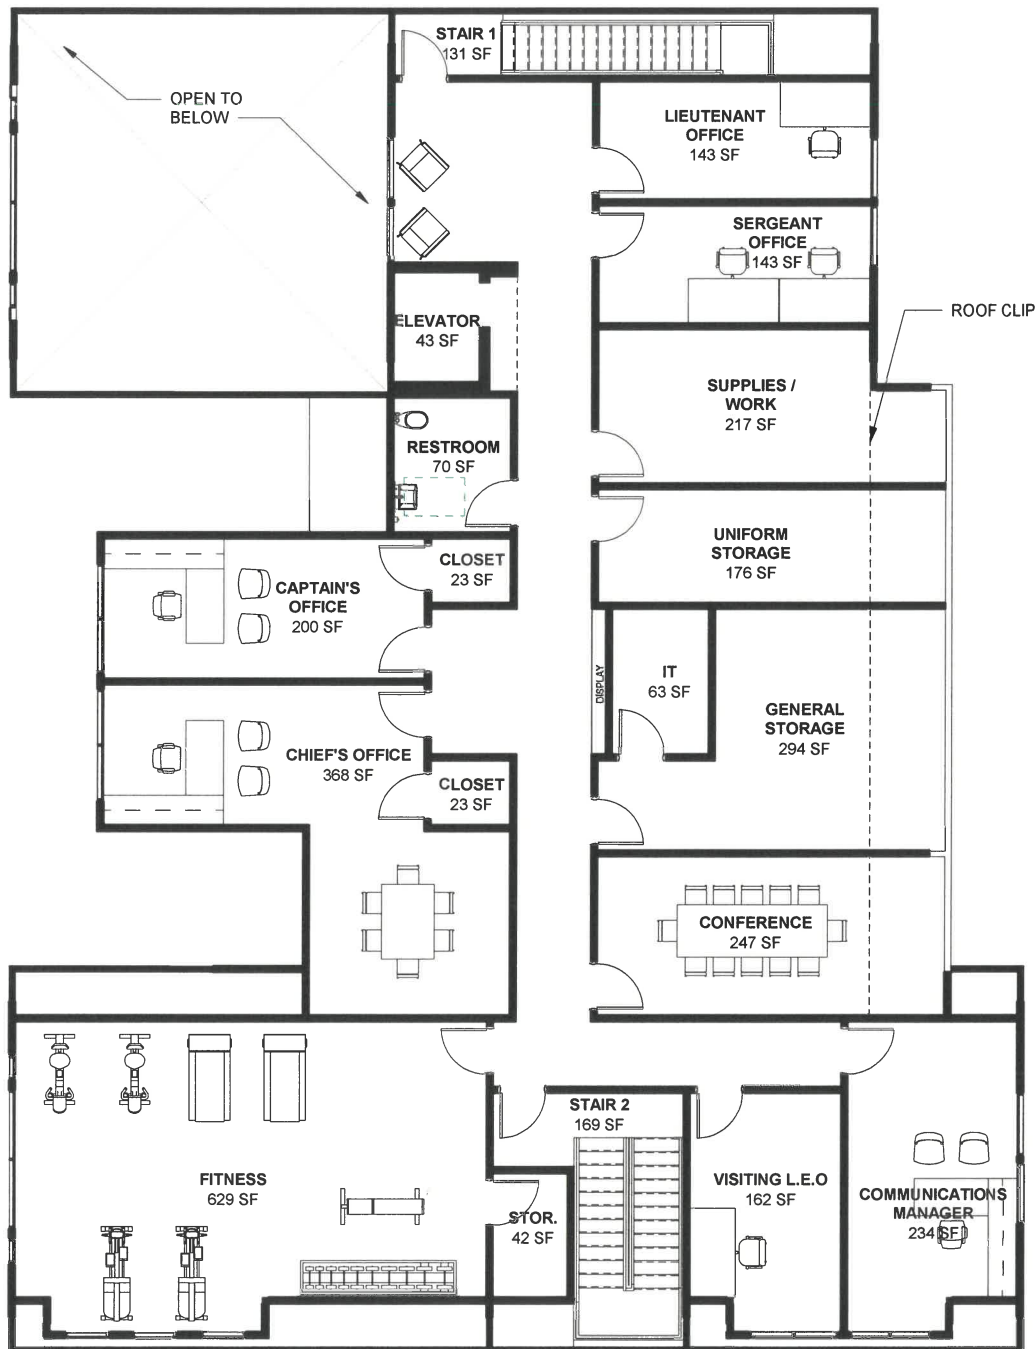 STAIR 1
131 SF
OPEN TO
BELOW
LIEUTENANT
OFFICE
143 SF
SERGEANT
OFFICE
143 SF
ROOF CLIP
ELEVATOR
43 SF
SUPPLIES /
WORK
217 SF
RESTROOM
70 SF
UNIFORM
STORAGE
176 SF
CLOSET
23 SF
CAPTAIN'S
OFFICE
200 SF
DISPLAY
IT
63 SF
GENERAL
STORAGE
294 SF
CHIEF'S OFFICE
368 SF
CLOSET
23 SF
CONFERENCE
247 SF
STAIR 2
169 SF
FITNESS
629 SF
STOR.
42 SF
VISITING L.E.O
162 SF
COMMUNICATIONS
MANAGER
234 SF